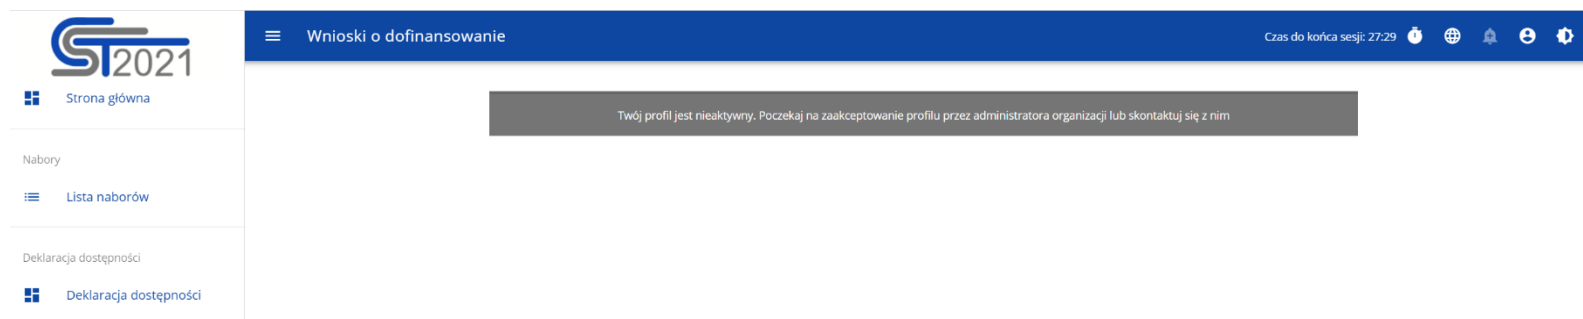 CST2021
Wnioski o dofinansowanie
Czas do końca sesji: 27:29
Strona główna
Twój profil jest nieaktywny. Poczekaj na zaakceptowanie profilu przez administratora organizacji lub skontaktuj się z nim
Nabory
Lista naborów
Deklaracja dostępności
Deklaracja dostępności